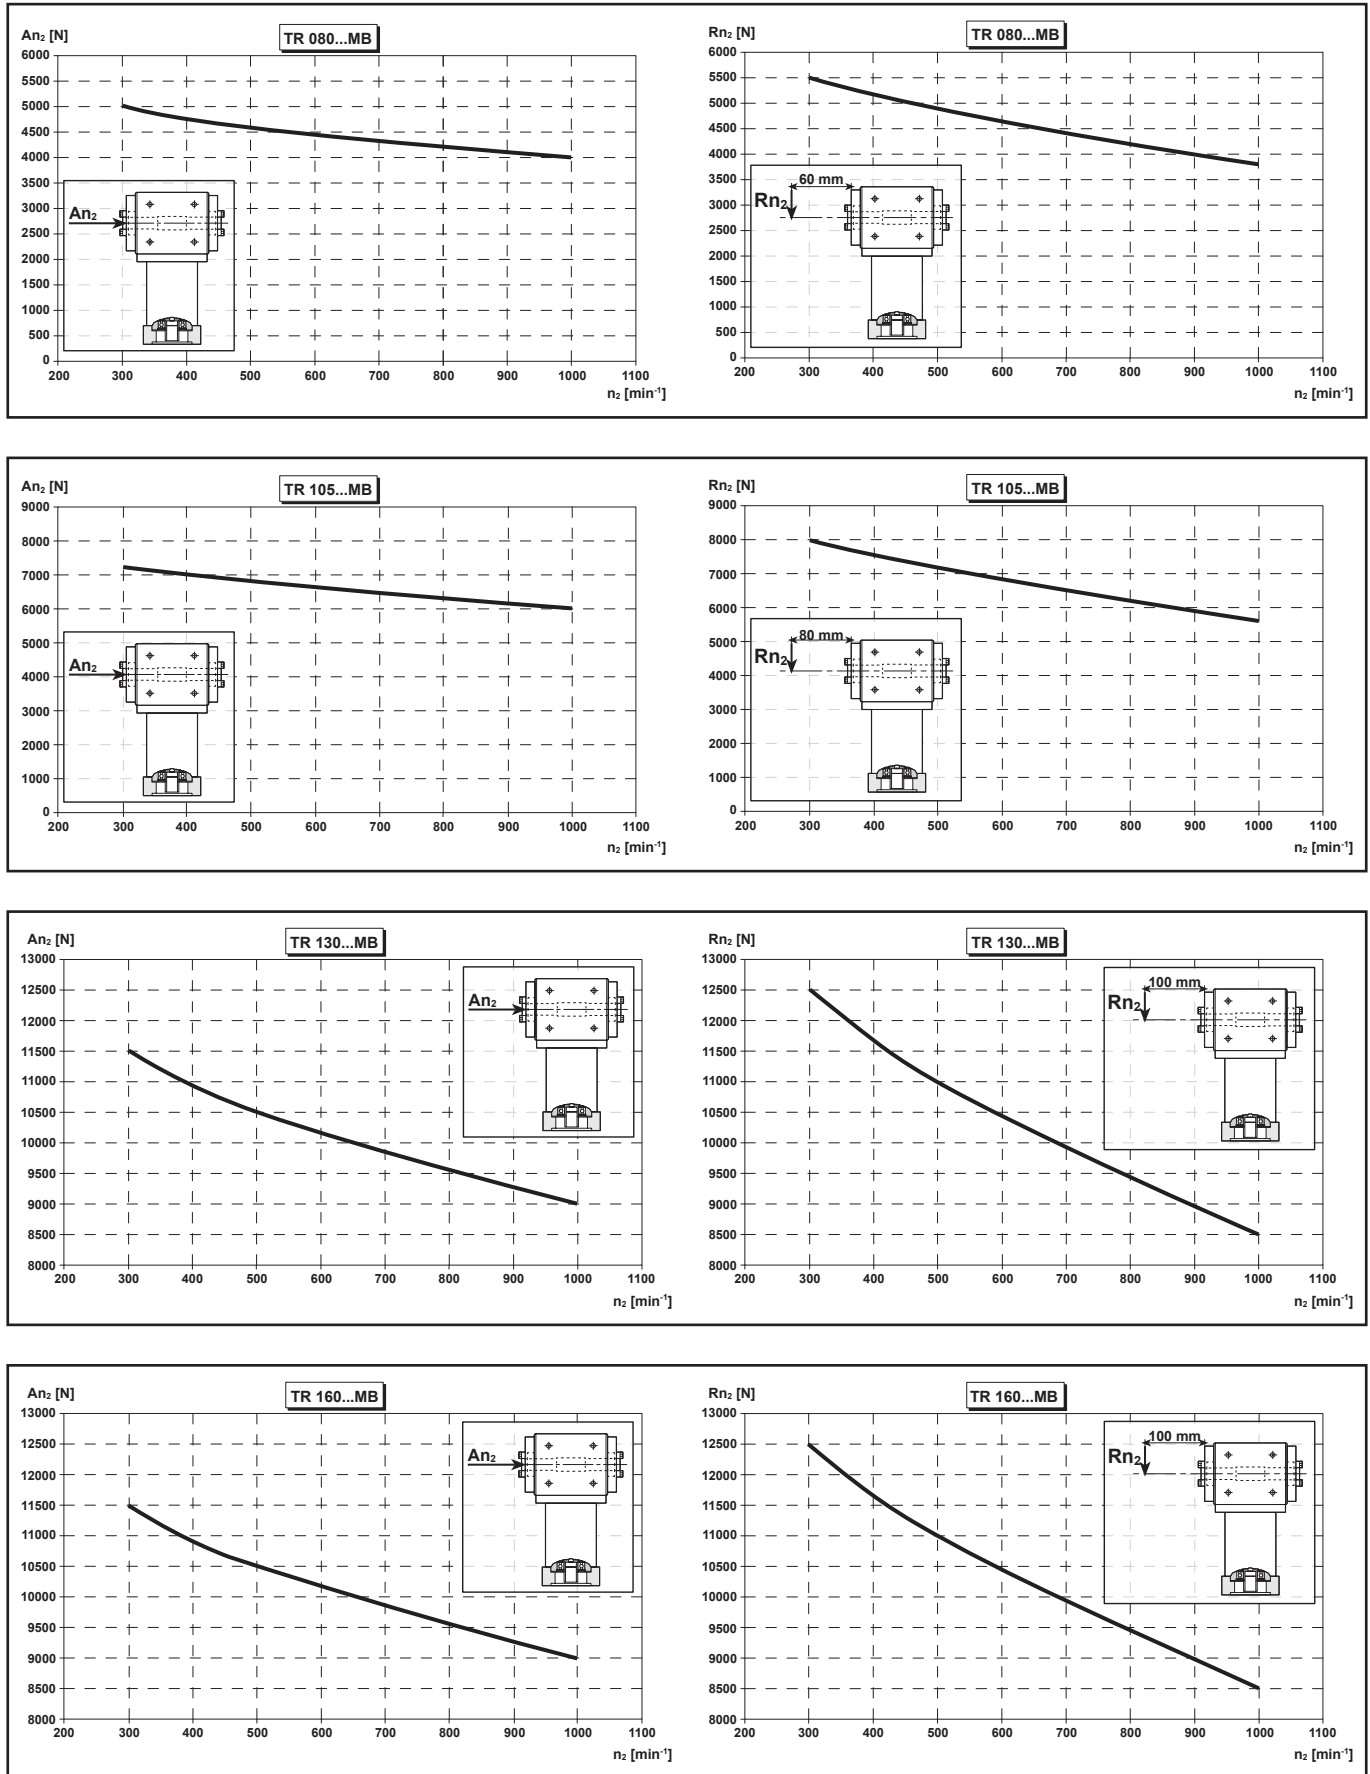 An₂ [N]
TR 080...MB
6000
5500
5000
4500
4000
3500
3000
2500
2000
1500
1000
500
0
An₂
200 300 400 500 600 700 800 900 1000 1100
n₂ [min⁻¹]
Rn₂ [N]
TR 080...MB
6000
5500
5000
4500
4000
3500
3000
2500
2000
1500
1000
500
0
60 mm
Rn₂
200 300 400 500 600 700 800 900 1000 1100
n₂ [min⁻¹]
An₂ [N]
TR 105...MB
9000
8000
7000
6000
5000
4000
3000
2000
1000
0
An₂
200 300 400 500 600 700 800 900 1000 1100
n₂ [min⁻¹]
Rn₂ [N]
TR 105...MB
9000
8000
7000
6000
5000
4000
3000
2000
1000
0
80 mm
Rn₂
200 300 400 500 600 700 800 900 1000 1100
n₂ [min⁻¹]
An₂ [N]
TR 130...MB
13000
12500
12000
11500
11000
10500
10000
9500
9000
8500
8000
An₂
200 300 400 500 600 700 800 900 1000 1100
n₂ [min⁻¹]
Rn₂ [N]
TR 130...MB
13000
12500
12000
11500
11000
10500
10000
9500
9000
8500
8000
100 mm
Rn₂
200 300 400 500 600 700 800 900 1000 1100
n₂ [min⁻¹]
An₂ [N]
TR 160...MB
13000
12500
12000
11500
11000
10500
10000
9500
9000
8500
8000
An₂
200 300 400 500 600 700 800 900 1000 1100
n₂ [min⁻¹]
Rn₂ [N]
TR 160...MB
13000
12500
12000
11500
11000
10500
10000
9500
9000
8500
8000
100 mm
Rn₂
200 300 400 500 600 700 800 900 1000 1100
n₂ [min⁻¹]